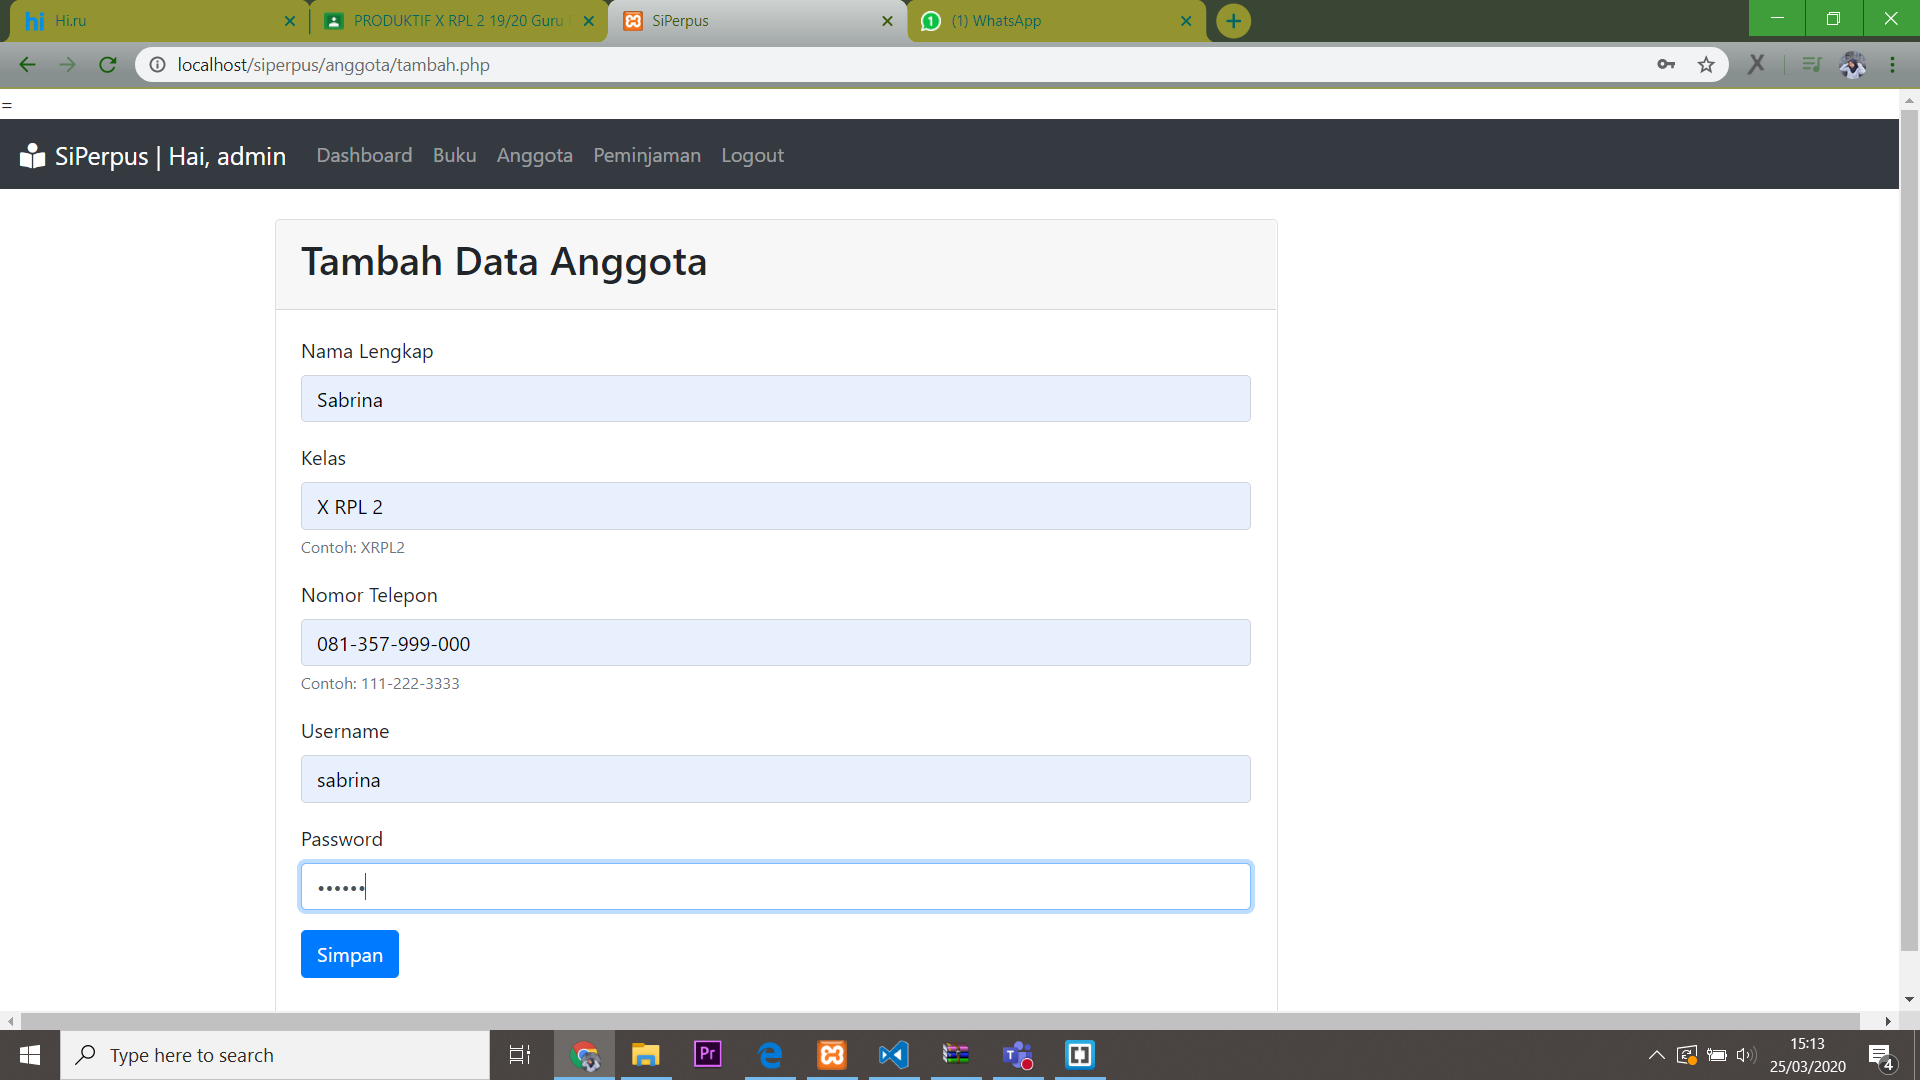 hi Hi.ru
PRODUKTIF X RPL 2 19/20 Guru
SiPerpus
1 (1) WhatsApp
localhost/siperpus/anggota/tambah.php
=
SiPerpus | Hai, admin Dashboard Buku Anggota Peminjaman Logout
Tambah Data Anggota
Nama Lengkap
Sabrina
Kelas
X RPL 2
Contoh: XRPL2
Nomor Telepon
081-357-999-000
Contoh: 111-222-3333
Username
sabrina
Password
••••••
Simpan
Type here to search
Pr
15:13
25/03/2020
4